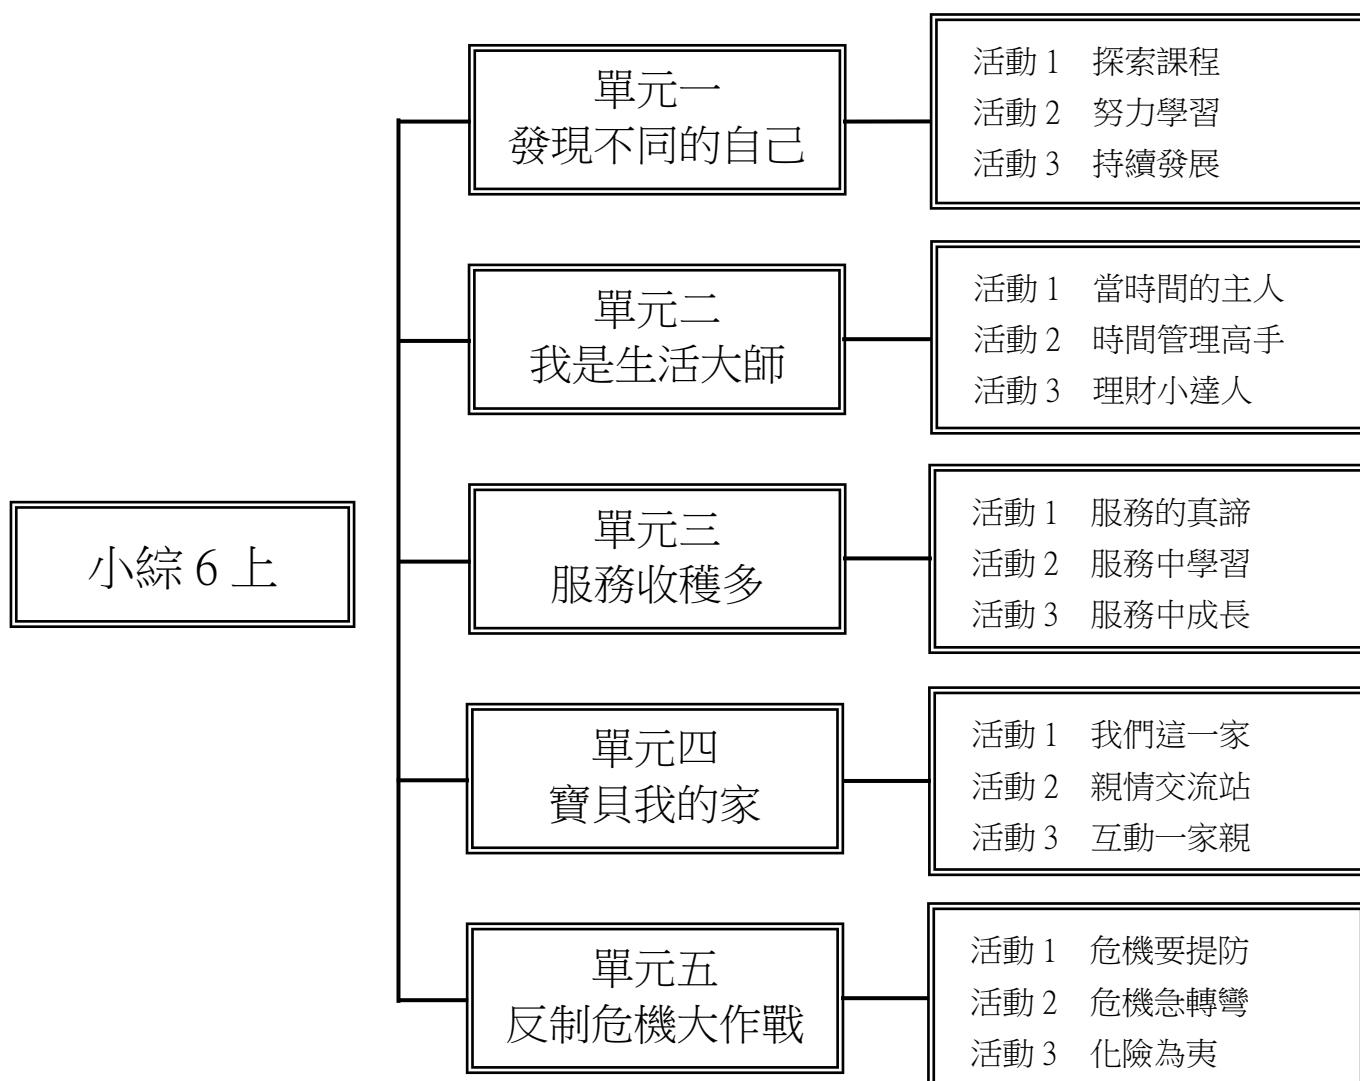 小綜 6 上
單元一
發現不同的自己
活動 1 探索課程
活動 2 努力學習
活動 3 持續發展
單元二
我是生活大師
活動 1 當時間的主人
活動 2 時間管理高手
活動 3 理財小達人
單元三
服務收穫多
活動 1 服務的真諦
活動 2 服務中學習
活動 3 服務中成長
單元四
寶貝我的家
活動 1 我們這一家
活動 2 親情交流站
活動 3 互動一家親
單元五
反制危機大作戰
活動 1 危機要提防
活動 2 危機急轉彎
活動 3 化險為夷